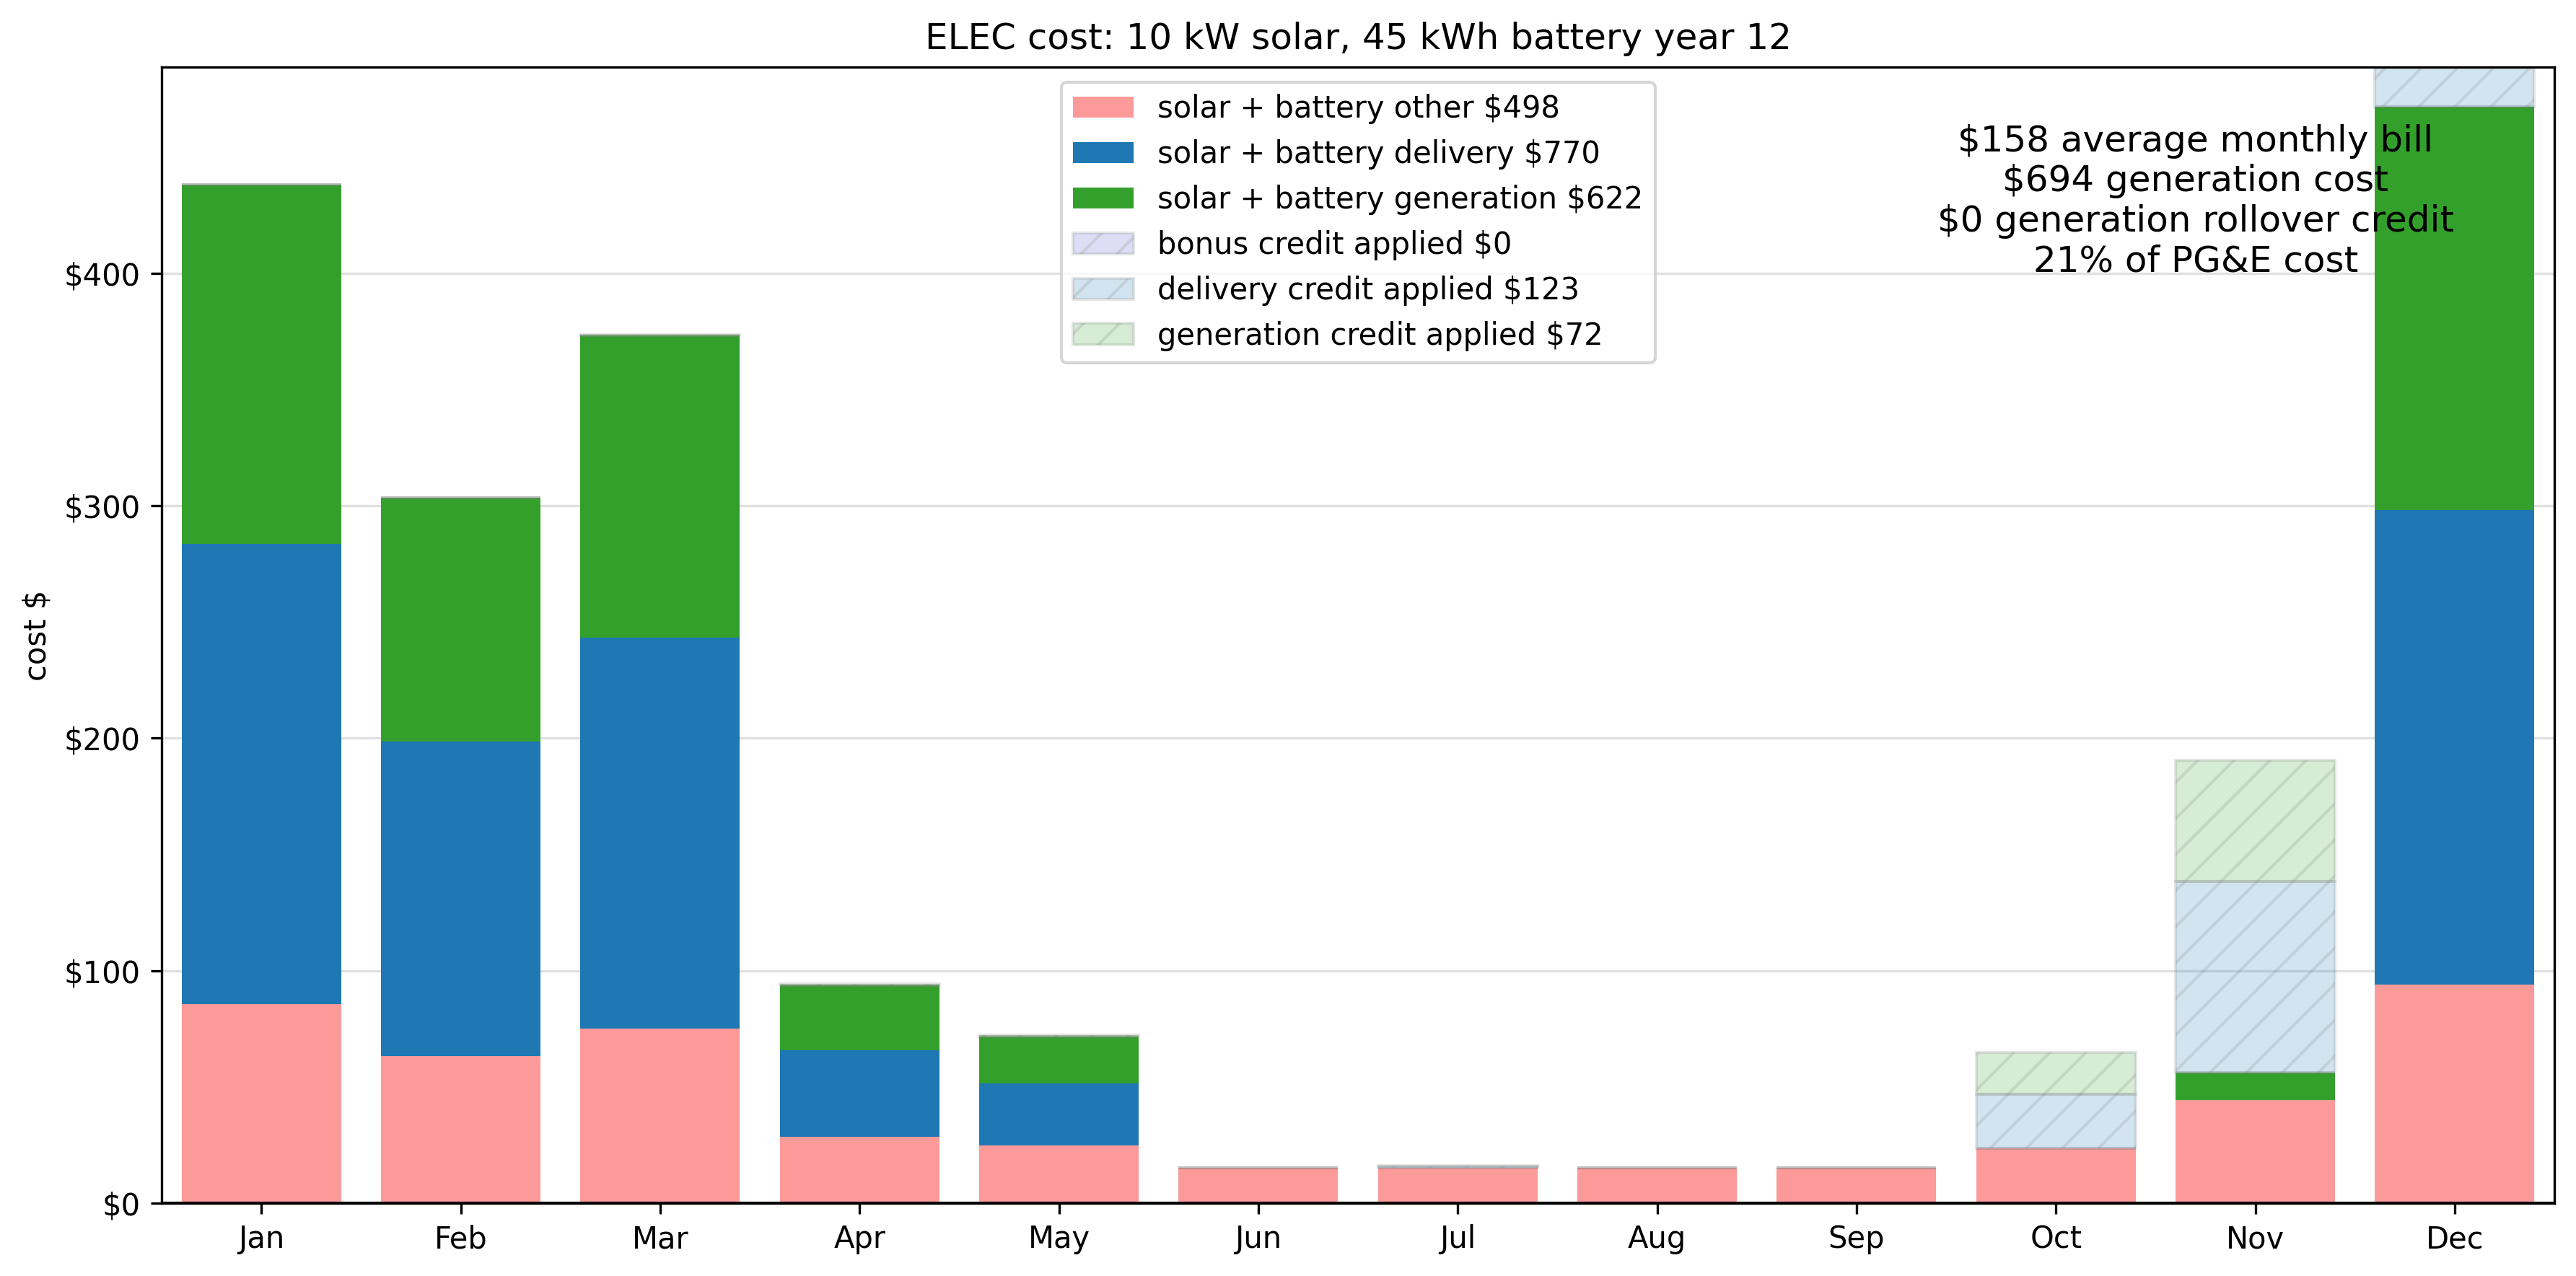 ELEC cost: 10 kW solar, 45 kWh battery year 12
solar + battery other $498
solar + battery delivery $770
solar + battery generation $622
bonus credit applied $0
delivery credit applied $123
generation credit applied $72
$158 average monthly bill
$694 generation cost
$0 generation rollover credit
21% of PG&E cost
cost $
$400
$300
$200
$100
$0
Jan Feb Mar Apr May Jun Jul Aug Sep Oct Nov Dec